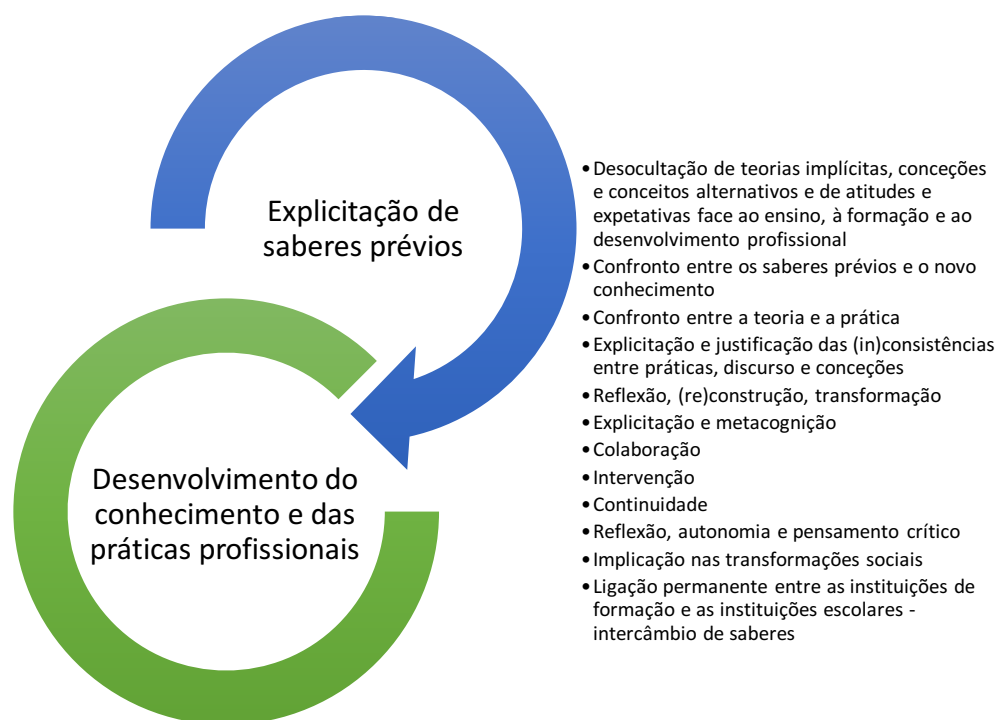 Explicitação de
saberes prévios
Desenvolvimento do
conhecimento e das
práticas profissionais
•Desocultação de teorias implícitas, conceções
e conceitos alternativos e de atitudes e
expetativas face ao ensino, à formação e ao
desenvolvimento profissional
•Confronto entre os saberes prévios e o novo
conhecimento
•Confronto entre a teoria e a prática
•Explicitação e justificação das (in)consistências
entre práticas, discurso e conceções
•Reflexão, (re)construção, transformação
•Explicitação e metacognição
•Colaboração
•Intervenção
•Continuidade
•Reflexão, autonomia e pensamento crítico
•Implicação nas transformações sociais
•Ligação permanente entre as instituições de
formação e as instituições escolares -
intercâmbio de saberes